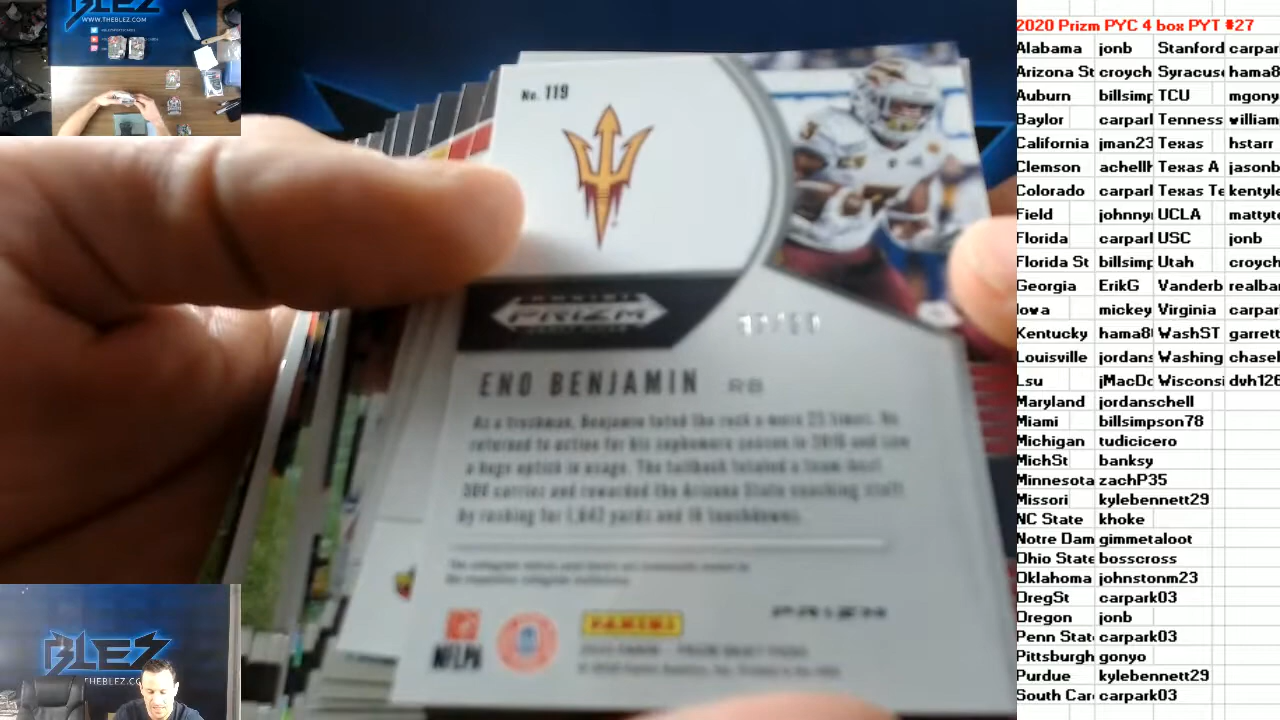 BLEZ
WWW.THEBLEZ.COM
No. 119
PANINI
PRIZM
ENO BENJAMIN RB
As a freshman, Benjamin toted the rock a mere 23 times. He
returned to action for his sophomore season in 2018 and saw
a huge uptick in usage. The tailback totaled a team-best
300 carries and rewarded the Arizona State coaching staff
by rushing for 1,642 yards and 16 touchdowns.
PRIZM
NFLPA
PANINI
BLEZ
THEBLEZ.C
2020 Prizm PYC 4 box PYT #27
Alabama jonb Stanford carpar
Arizona St croych Syracuse hama8
Auburn billsimp TCU mgony
Baylor carparl Tenness william
California jman23 Texas hstarr
Clemson achellh Texas A jasonb
Colorado carparl Texas Te kentyle
Field johnny UCLA mattyt
Florida carparl USC jonb
Florida St billsimp Utah croych
Georgia ErikG Vanderb realbar
Iowa mickey Virginia carpar
Kentucky hama8 WashST garrett
Louisville jordans Washing chasel
Lsu jMacDo Wisconsi dvh126
Maryland jordanschell
Miami billsimpson78
Michigan tudicicero
MichSt banksy
Minnesota zachP35
Missori kylebennett29
NC State khoke
Notre Dam gimmetaloot
Ohio State bosscross
Oklahoma johnstonm23
OregSt carpark03
Oregon jonb
Penn State carpark03
Pittsburgh gonyo
Purdue kylebennett29
South Car carpark03